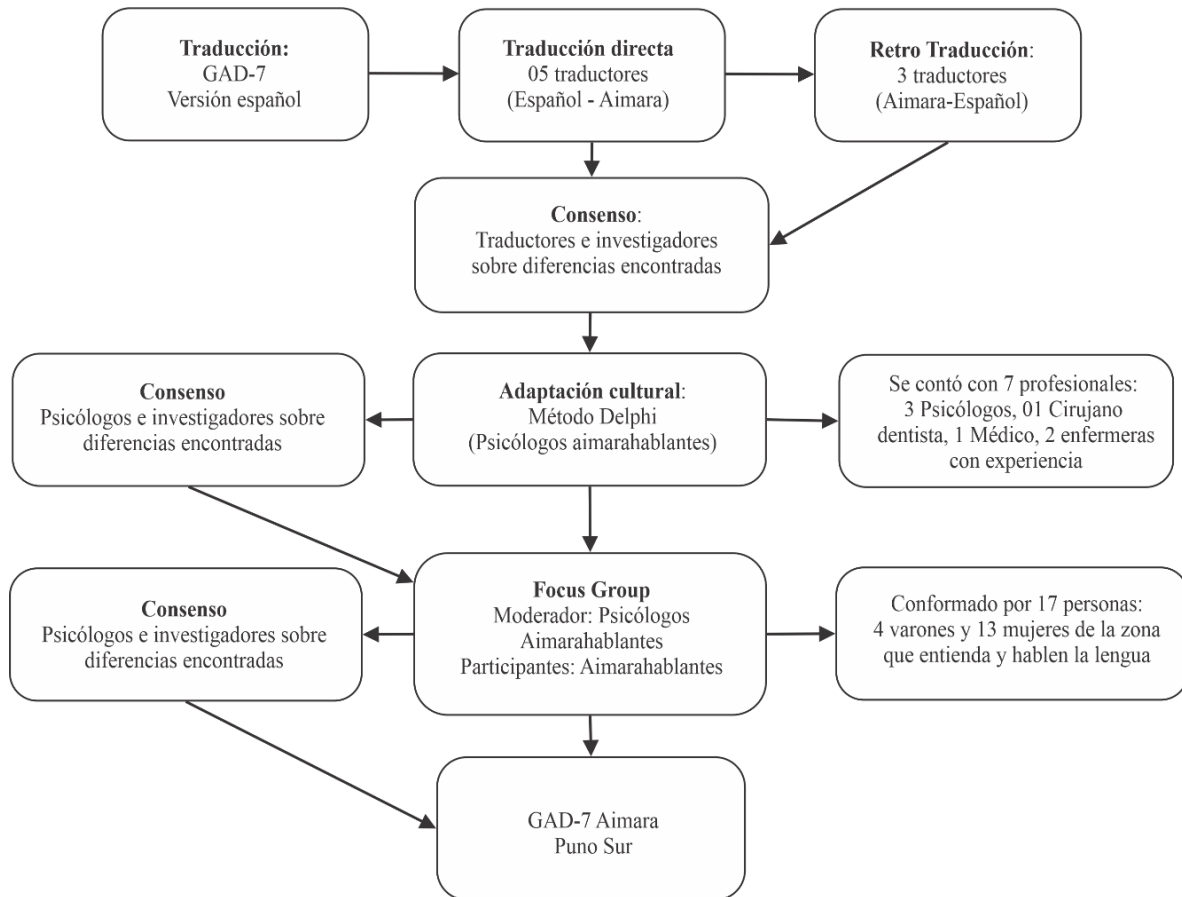 Traducción:
GAD-7
Versión español
Traducción directa
05 traductores
(Español - Aimara)
Retro Traducción:
3 traductores
(Aimara-Español)
Consenso:
Traductores e investigadores
sobre diferencias encontradas
Consenso
Psicólogos e investigadores sobre
diferencias encontradas
Adaptación cultural:
Método Delphi
(Psicólogos aimarahablantes)
Se contó con 7 profesionales:
3 Psicólogos, 01 Cirujano
dentista, 1 Médico, 2 enfermeras
con experiencia
Consenso
Psicólogos e investigadores sobre
diferencias encontradas
Focus Group
Moderador: Psicólogos
Aimarahablantes
Participantes: Aimarahablantes
Conformado por 17 personas:
4 varones y 13 mujeres de la zona
que entienda y hablen la lengua
GAD-7 Aimara
Puno Sur